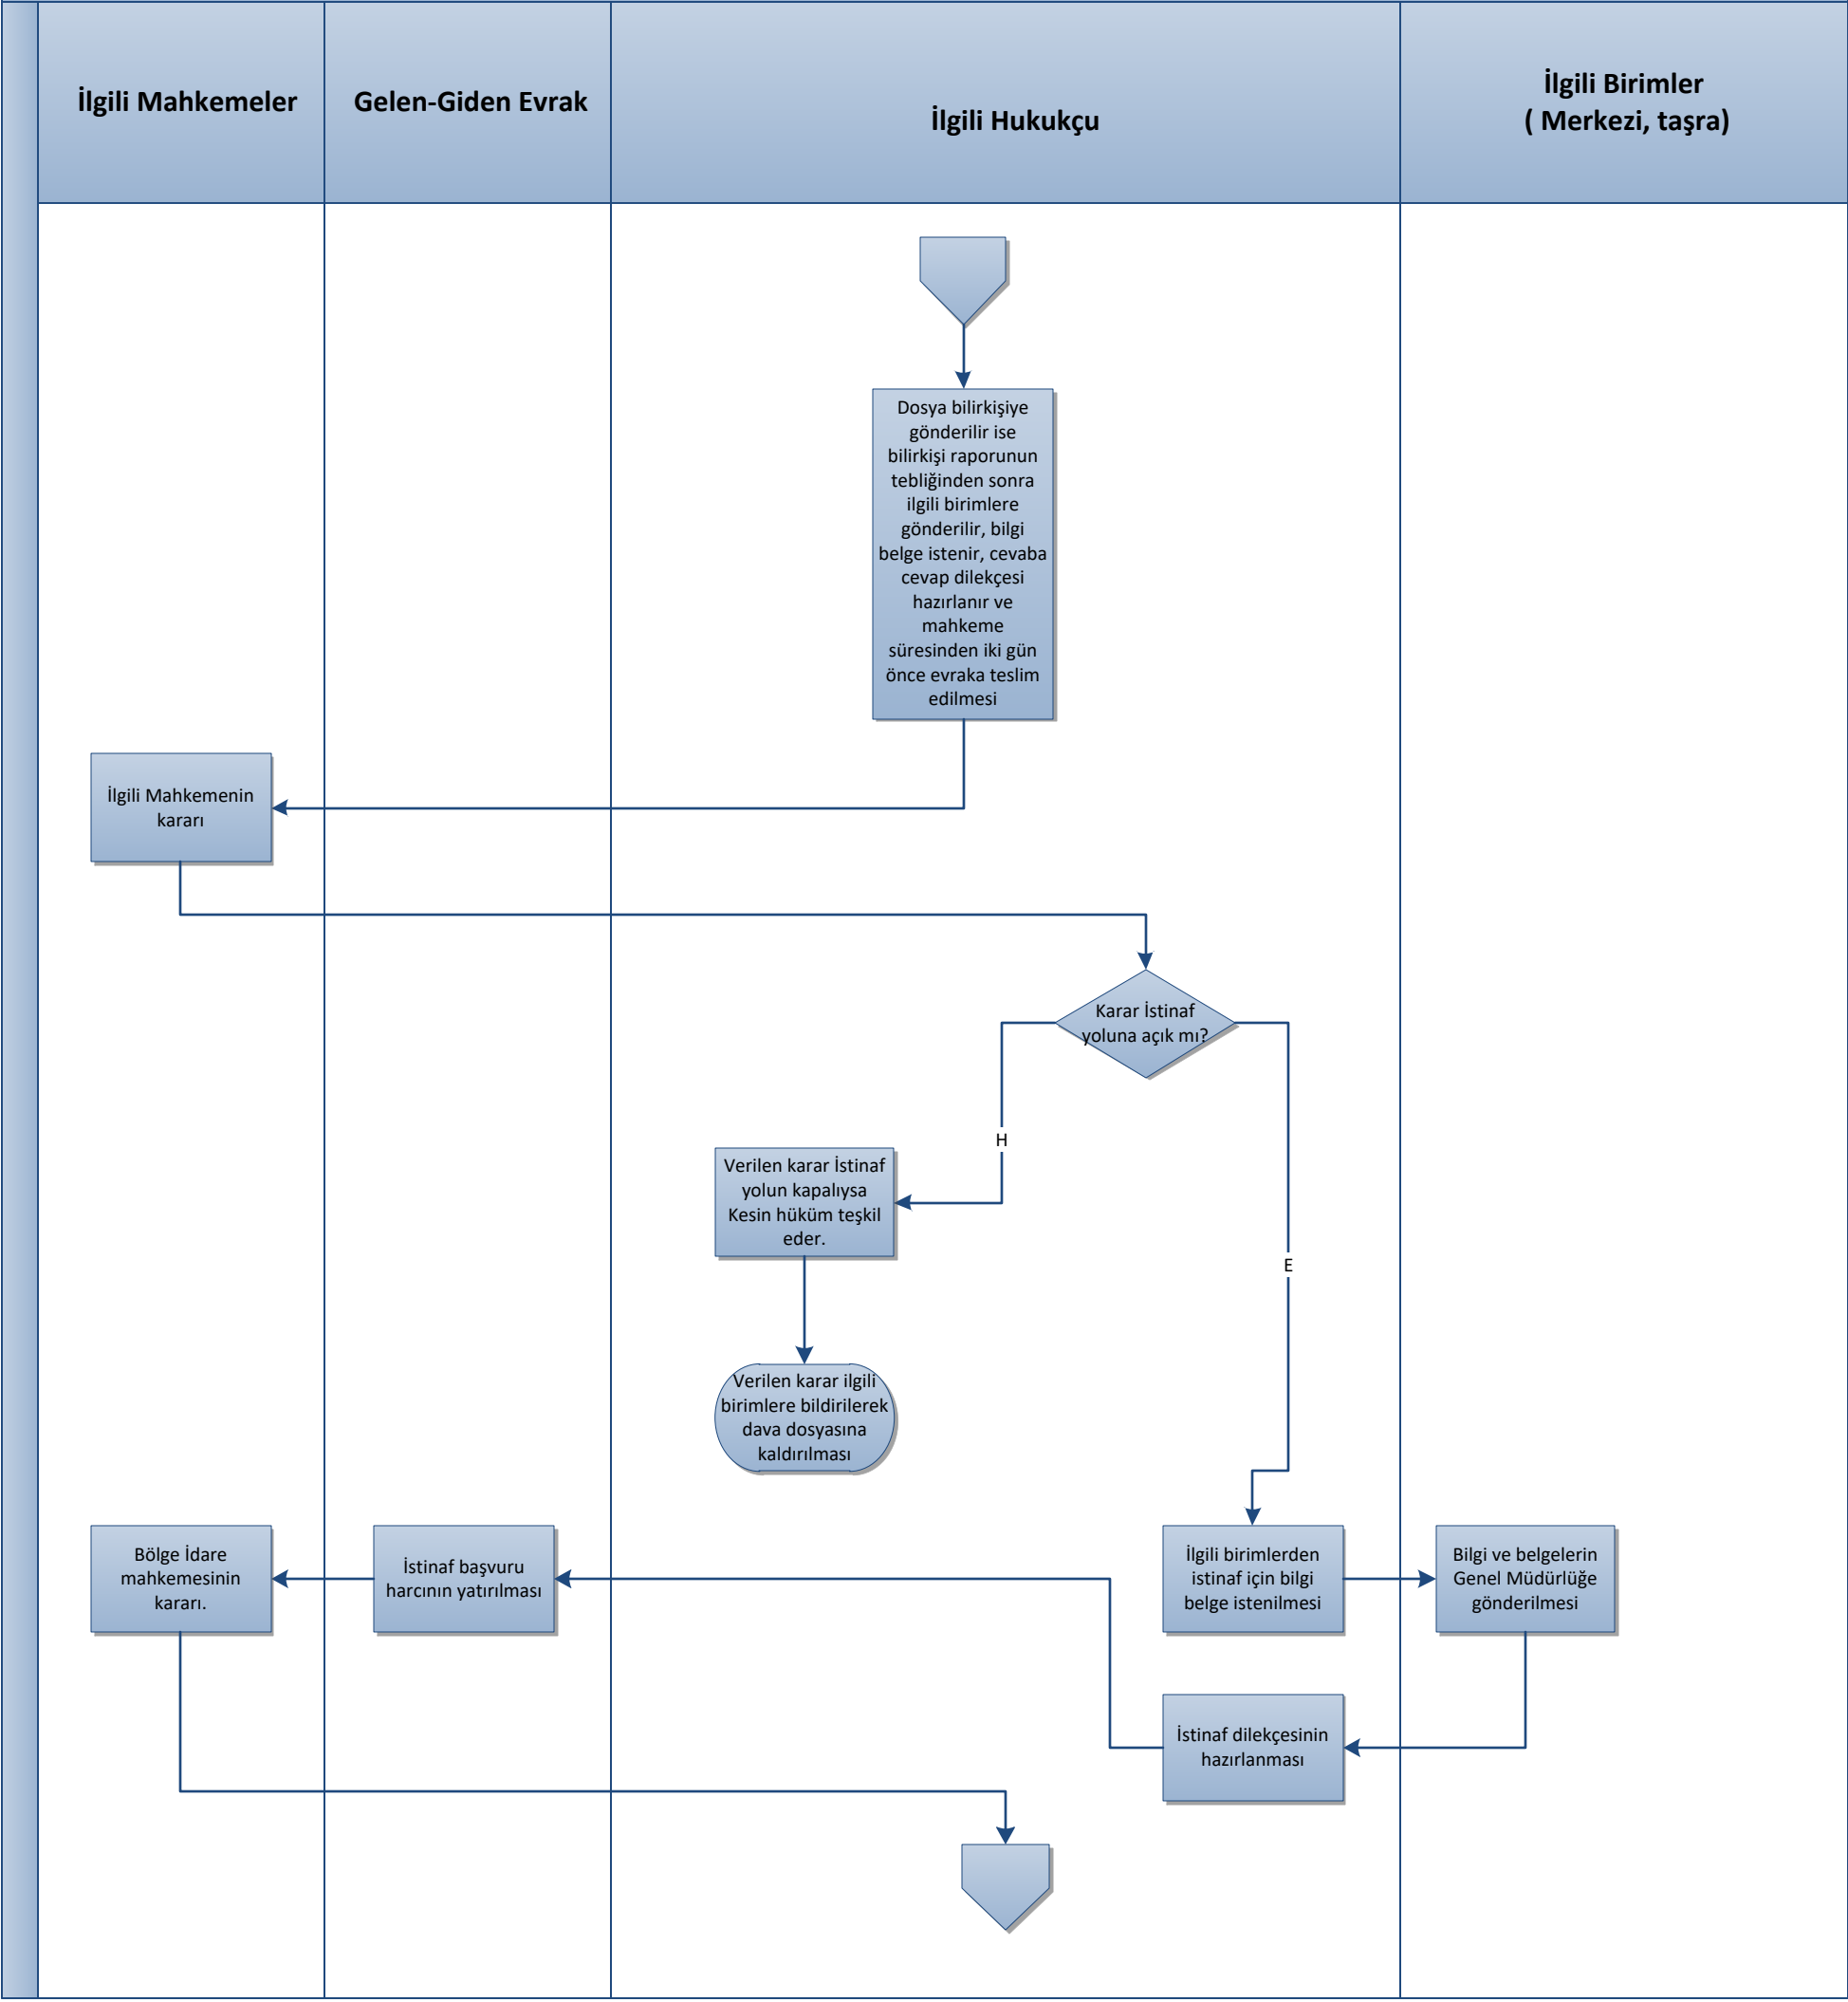 İlgili Mahkemeler
Gelen-Giden Evrak
İlgili Hukukçu
İlgili Birimler
( Merkezi, taşra)
Dosya bilirkişiye
gönderilir ise
bilirkişi raporunun
tebliğinden sonra
ilgili birimlere
gönderilir, bilgi
belge istenir, cevaba
cevap dilekçesi
hazırlanır ve
mahkeme
süresinden iki gün
önce evraka teslim
edilmesi
İlgili Mahkemenin
kararı
Karar İstinaf
yoluna açık mı?
H
Verilen karar İstinaf
yolun kapalıysa
Kesin hüküm teşkil
eder.
E
Verilen karar ilgili
birimlere bildirilerek
dava dosyasına
kaldırılması
Bölge İdare
mahkemesinin
kararı.
İstinaf başvuru
harcının yatırılması
İlgili birimlerden
istinaf için bilgi
belge istenilmesi
Bilgi ve belgelerin
Genel Müdürlüğe
gönderilmesi
İstinaf dilekçesinin
hazırlanması